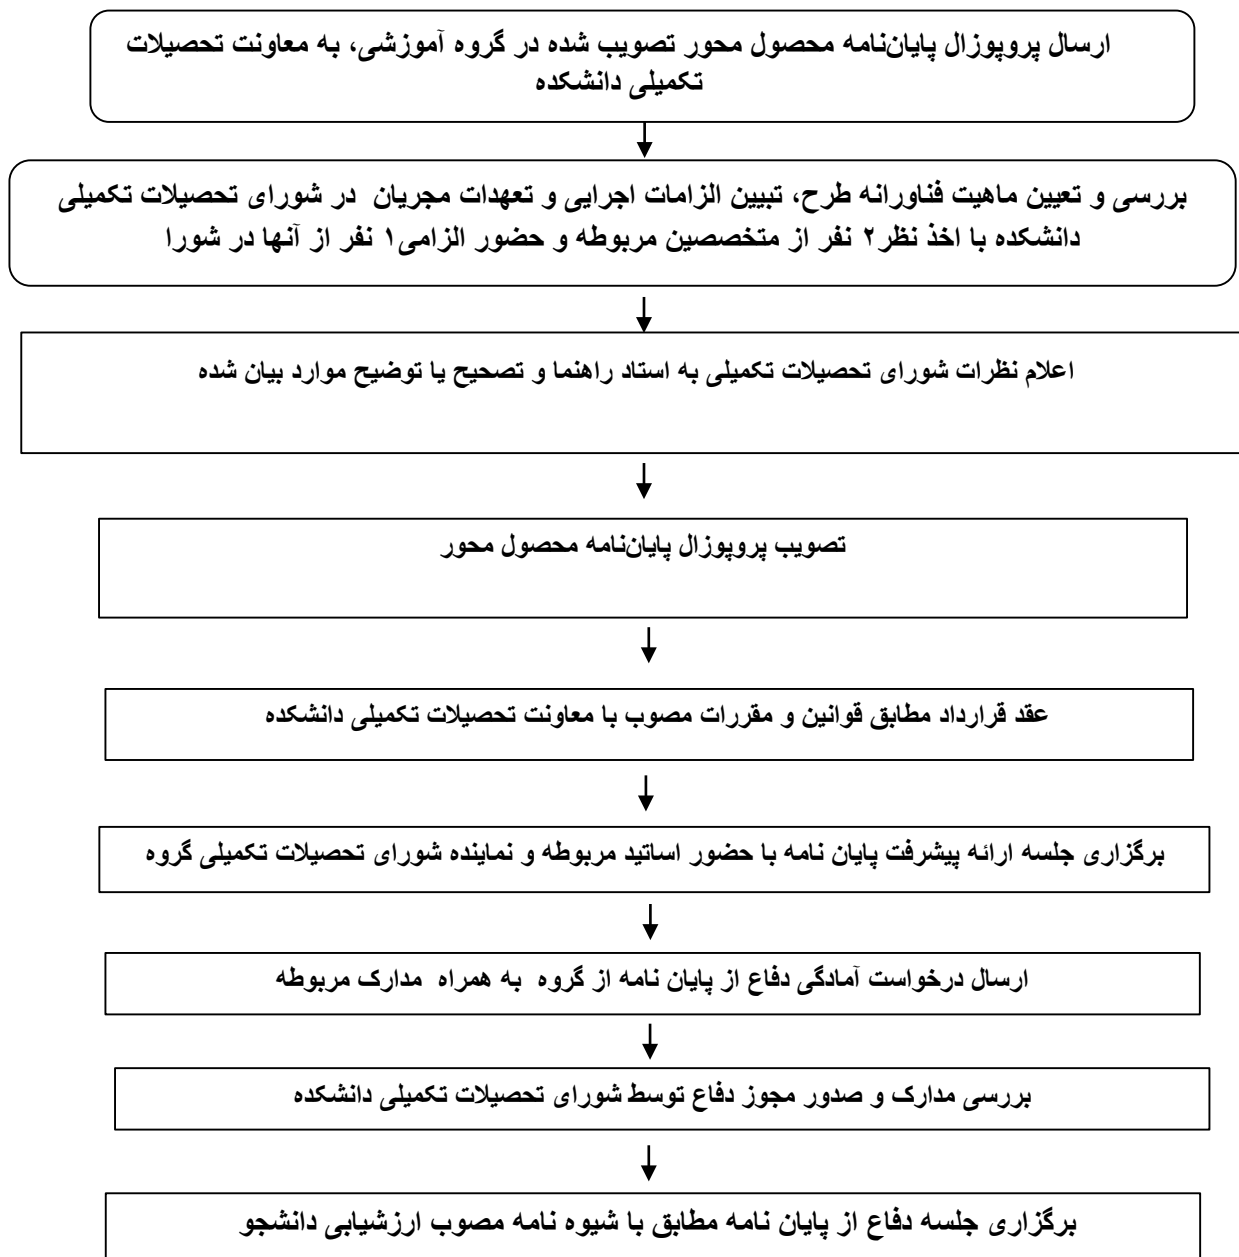 ارسال پروپوزال پایان‌نامه محصول محور تصویب شده در گروه آموزشی، به معاونت تحصیلات
تکمیلی دانشکده
بررسی و تعیین ماهیت فناورانه طرح، تبیین الزامات اجرایی و تعهدات مجریان در شورای تحصیلات تکمیلی
دانشکده با اخذ نظر۲ نفر از متخصصین مربوطه و حضور الزامی۱ نفر از آنها در شورا
اعلام نظرات شورای تحصیلات تکمیلی به استاد راهنما و تصحیح یا توضیح موارد بیان شده
تصویب پروپوزال پایان‌نامه محصول محور
عقد قرارداد مطابق قوانین و مقررات مصوب با معاونت تحصیلات تکمیلی دانشکده
برگزاری جلسه ارائه پیشرفت پایان نامه با حضور اساتید مربوطه و نماینده شورای تحصیلات تکمیلی گروه
ارسال درخواست آمادگی دفاع از پایان نامه از گروه به همراه مدارک مربوطه
بررسی مدارک و صدور مجوز دفاع توسط شورای تحصیلات تکمیلی دانشکده
برگزاری جلسه دفاع از پایان نامه مطابق با شیوه نامه مصوب ارزشیابی دانشجو